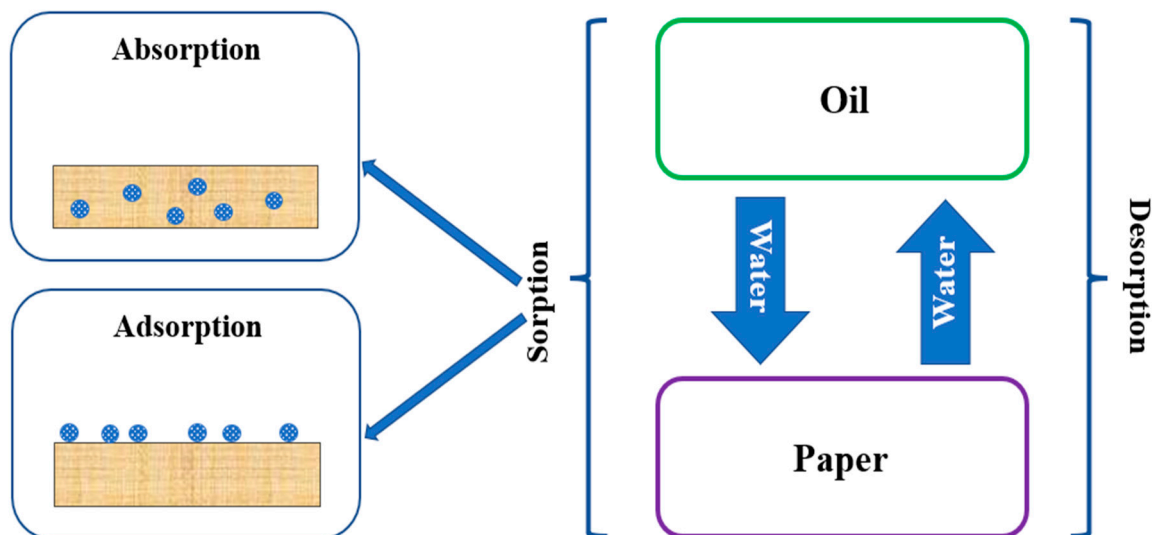 Absorption
Adsorption
Sorption
Oil
Water
Water
Paper
Desorption